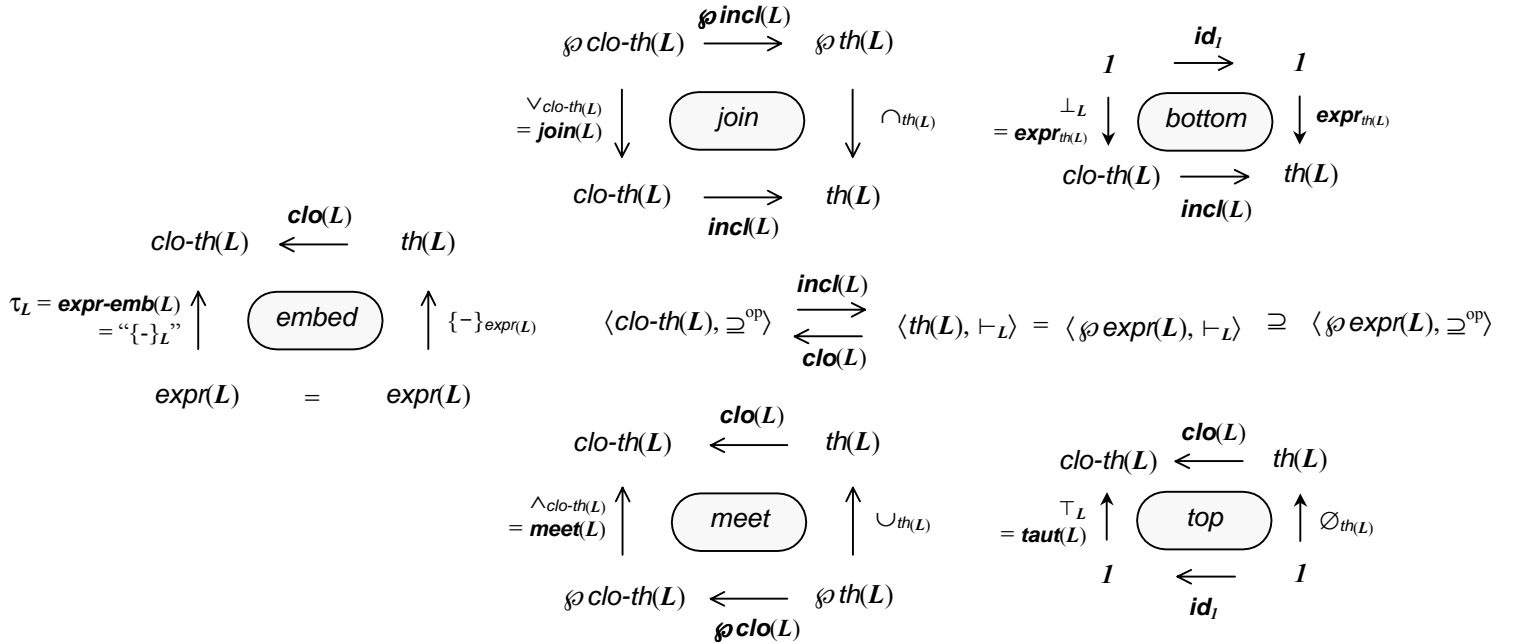 ℘incl(L)
℘clo-th(L) ⟶ ℘th(L)
∨clo-th(L)
= join(L)
join
∩th(L)
clo-th(L) ⟶ th(L)
incl(L)
id1
1 ⟶ 1
⊥L
= exprth(L)
bottom
exprth(L)
clo-th(L) ⟶ th(L)
incl(L)
clo(L)
clo-th(L) ⟵ th(L)
τL = expr-emb(L)
= “{-}L”
embed
{−}expr(L)
expr(L) = expr(L)
incl(L)
⟨clo-th(L), ⊇op⟩ ⟨th(L), ⊢L⟩ = ⟨℘expr(L), ⊢L⟩ ⊇ ⟨℘expr(L), ⊇op⟩
clo(L)
clo(L)
clo-th(L) ⟵ th(L)
∧clo-th(L)
= meet(L)
meet
∪th(L)
℘clo-th(L) ⟵ ℘th(L)
℘clo(L)
clo(L)
clo-th(L) ⟵ th(L)
⊤L
= taut(L)
top
∅th(L)
1 ⟵ 1
id1